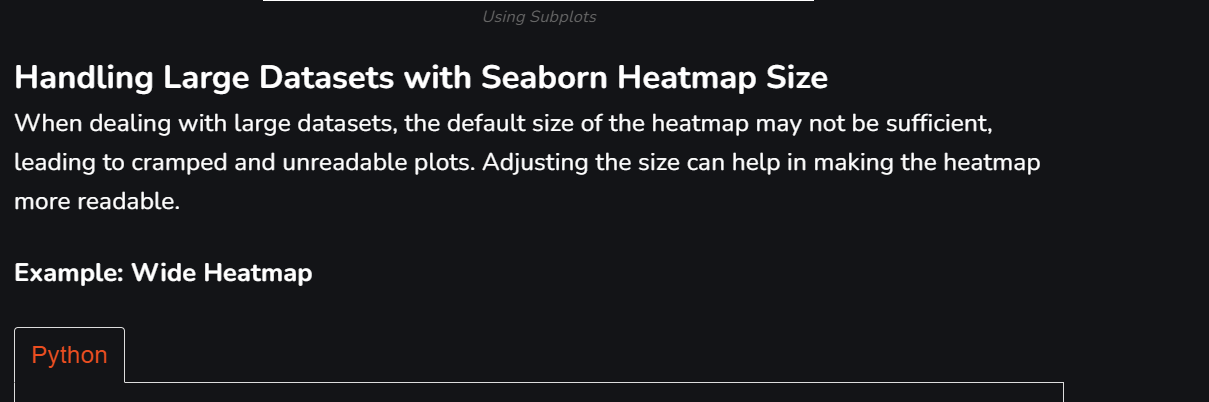 Using Subplots
Handling Large Datasets with Seaborn Heatmap Size
When dealing with large datasets, the default size of the heatmap may not be sufficient,
leading to cramped and unreadable plots. Adjusting the size can help in making the heatmap
more readable.
Example: Wide Heatmap
Python